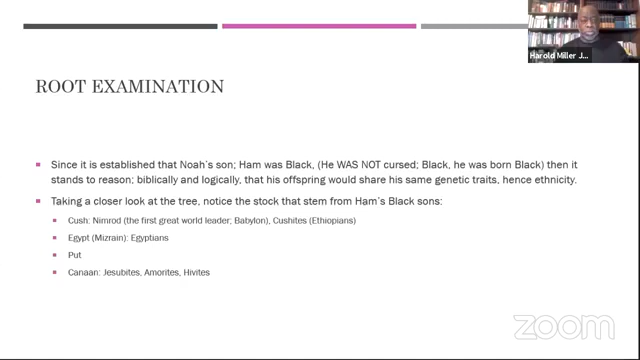 Harold Miller J...
ROOT EXAMINATION
Since it is established that Noah's son; Ham was Black, (He WAS NOT cursed; Black, he was born Black) then it
stands to reason; biblically and logically, that his offspring would share his same genetic traits, hence ethnicity.
Taking a closer look at the tree, notice the stock that stem from Ham's Black sons:
Cush: Nimrod (the first great world leader; Babylon), Cushites (Ethiopians)
Egypt (Mizrain): Egyptians
Put
Canaan: Jesubites, Amorites, Hivites
zoom